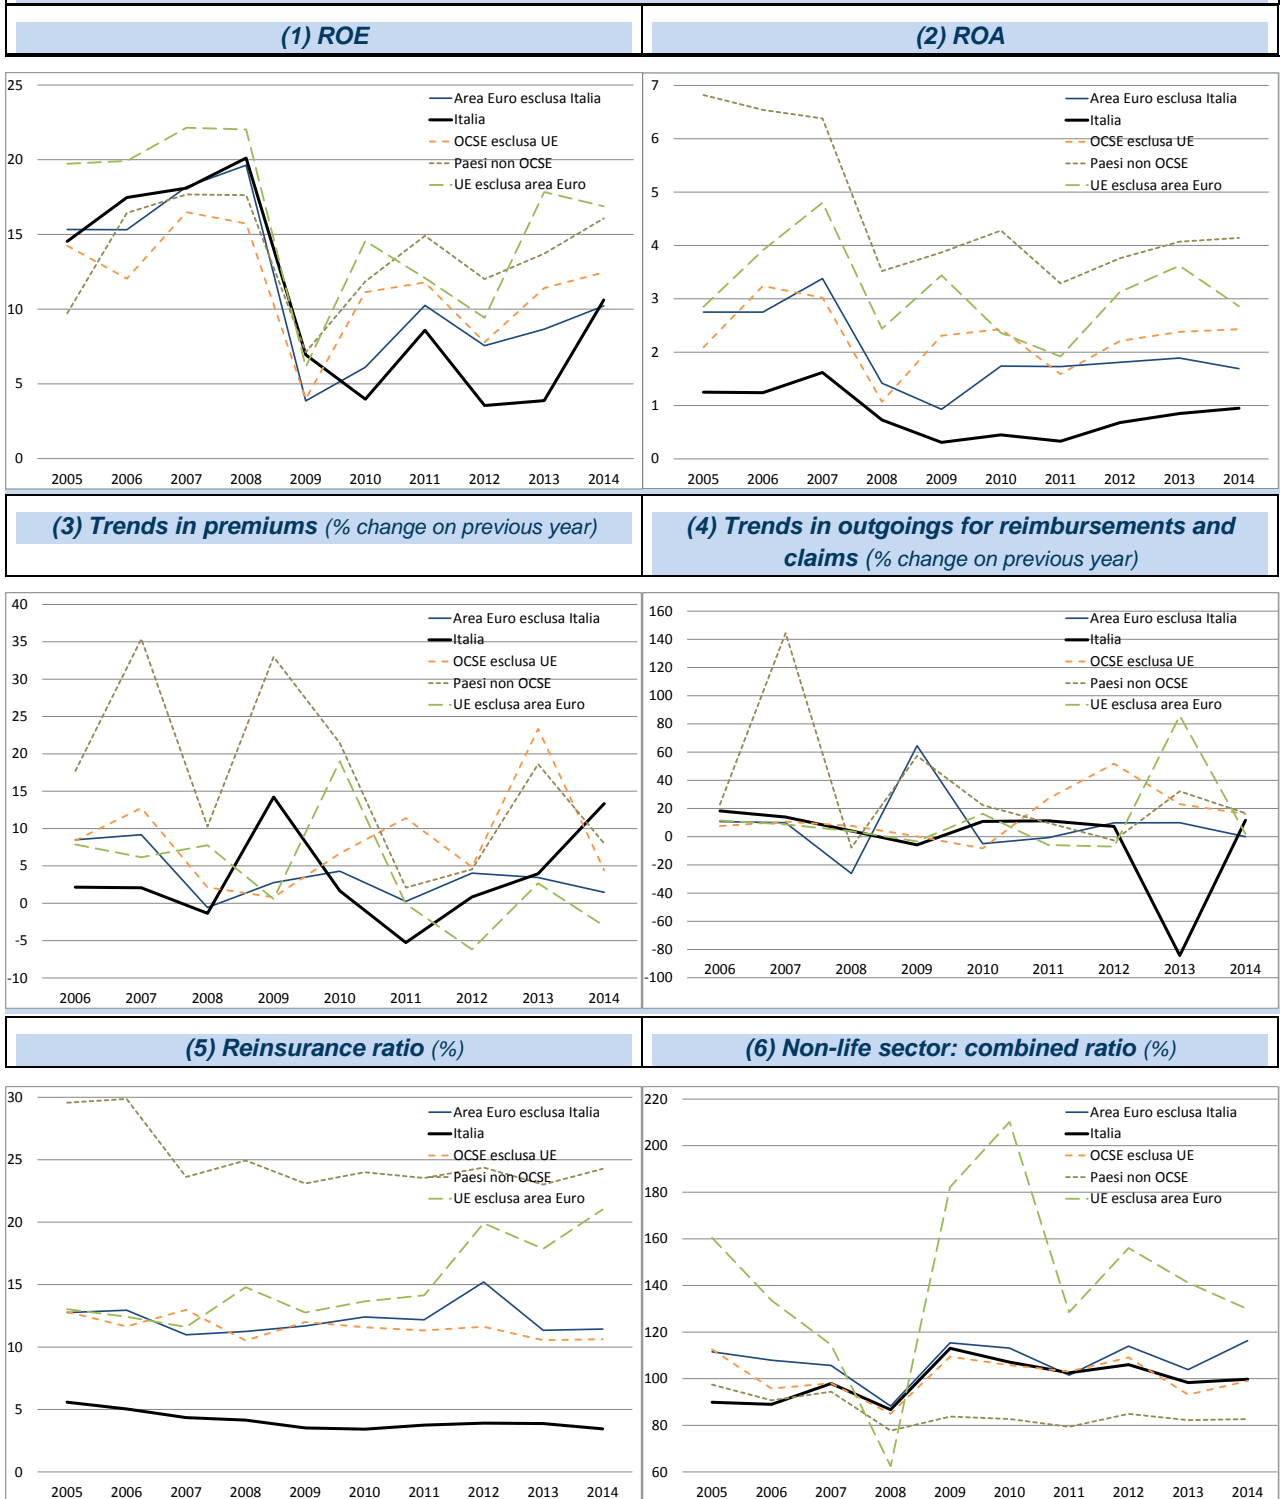 (1) ROE
(2) ROA
25
20
15
10
5
0
2005 2006 2007 2008 2009 2010 2011 2012 2013 2014
Area Euro esclusa Italia
Italia
OCSE esclusa UE
Paesi non OCSE
UE esclusa area Euro
7
6
5
4
3
2
1
0
2005 2006 2007 2008 2009 2010 2011 2012 2013 2014
Area Euro esclusa Italia
Italia
OCSE esclusa UE
Paesi non OCSE
UE esclusa area Euro
(3) Trends in premiums (% change on previous year)
(4) Trends in outgoings for reimbursements and
claims (% change on previous year)
40
35
30
25
20
15
10
5
0
-5
-10
2006 2007 2008 2009 2010 2011 2012 2013 2014
Area Euro esclusa Italia
Italia
OCSE esclusa UE
Paesi non OCSE
UE esclusa area Euro
160
140
120
100
80
60
40
20
0
-20
-40
-60
-80
-100
2006 2007 2008 2009 2010 2011 2012 2013 2014
Area Euro esclusa Italia
Italia
OCSE esclusa UE
Paesi non OCSE
UE esclusa area Euro
(5) Reinsurance ratio (%)
(6) Non-life sector: combined ratio (%)
30
25
20
15
10
5
0
2005 2006 2007 2008 2009 2010 2011 2012 2013 2014
Area Euro esclusa Italia
Italia
OCSE esclusa UE
Paesi non OCSE
UE esclusa area Euro
220
200
180
160
140
120
100
80
60
2005 2006 2007 2008 2009 2010 2011 2012 2013 2014
Area Euro esclusa Italia
Italia
OCSE esclusa UE
Paesi non OCSE
UE esclusa area Euro